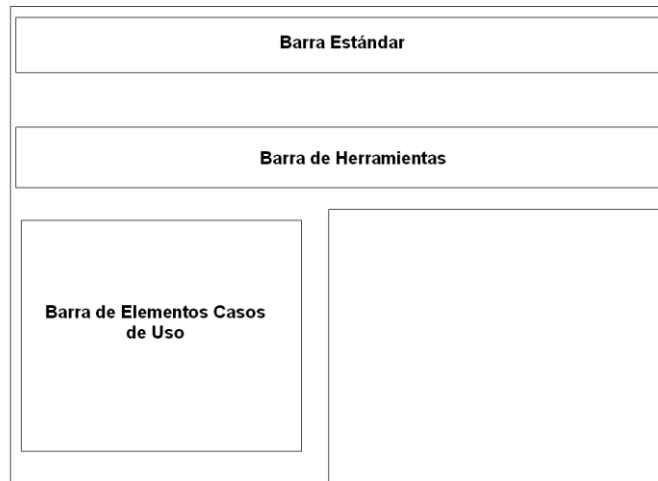 Barra Estándar
Barra de Herramientas
Barra de Elementos Casos
de Uso